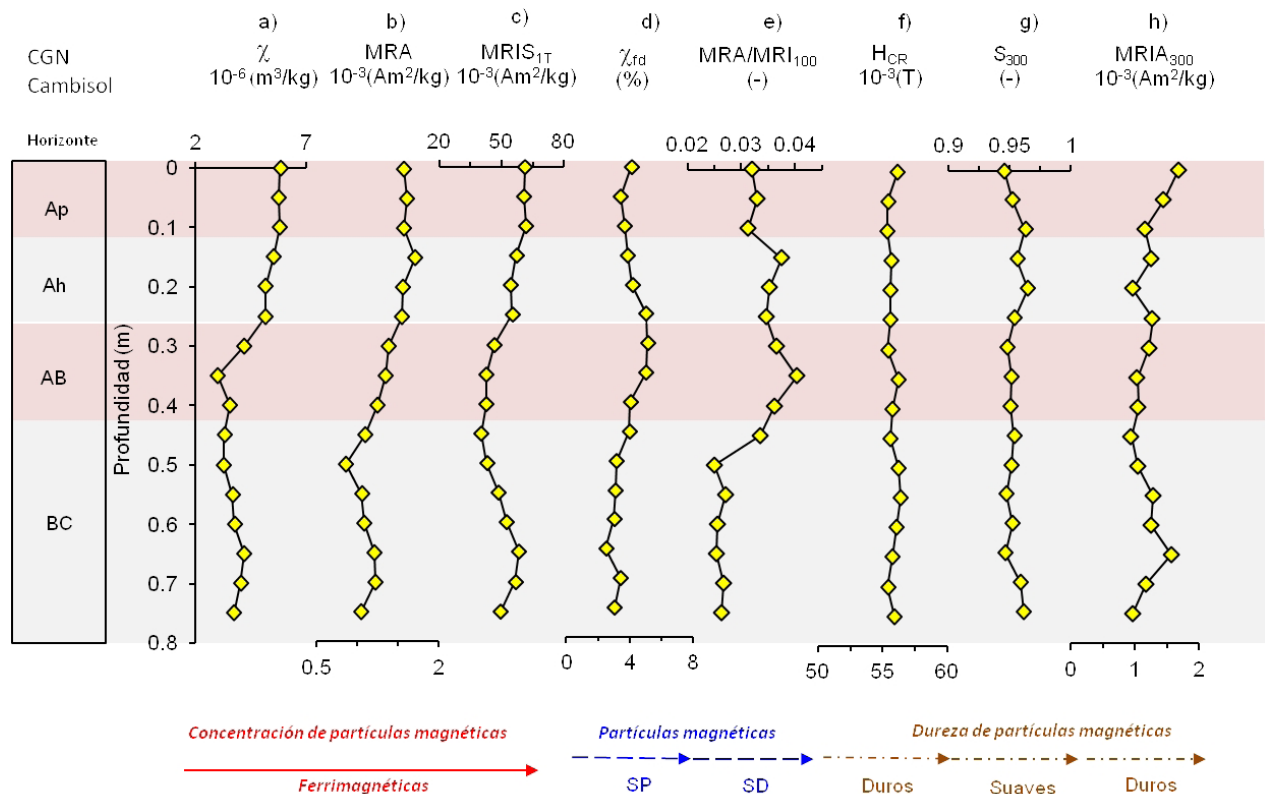 a) b) c) d) e) f) g) h)
CGN χ MRA MRIS1T χfd MRA/MRI100 HCR S300 MRIA300
Cambisol 10-6 (m3/kg) 10-3(Am2/kg) 10-3(Am2/kg) (%) (-) 10-3(T) (-) 10-3(Am2/kg)
Horizonte 2 7 20 50 80 0.02 0.03 0.04 0.9 0.95 1
0
Ap
0.1
Ah
0.2
Profundidad (m)
0.3
AB
0.4
0.5
BC
0.6
0.7
0.8
0.5 2 0 4 8 50 55 60 0 1 2
Concentración de partículas magnéticas Partículas magnéticas Dureza de partículas magnéticas
Ferrimagnéticas SP SD Duros Suaves Duros